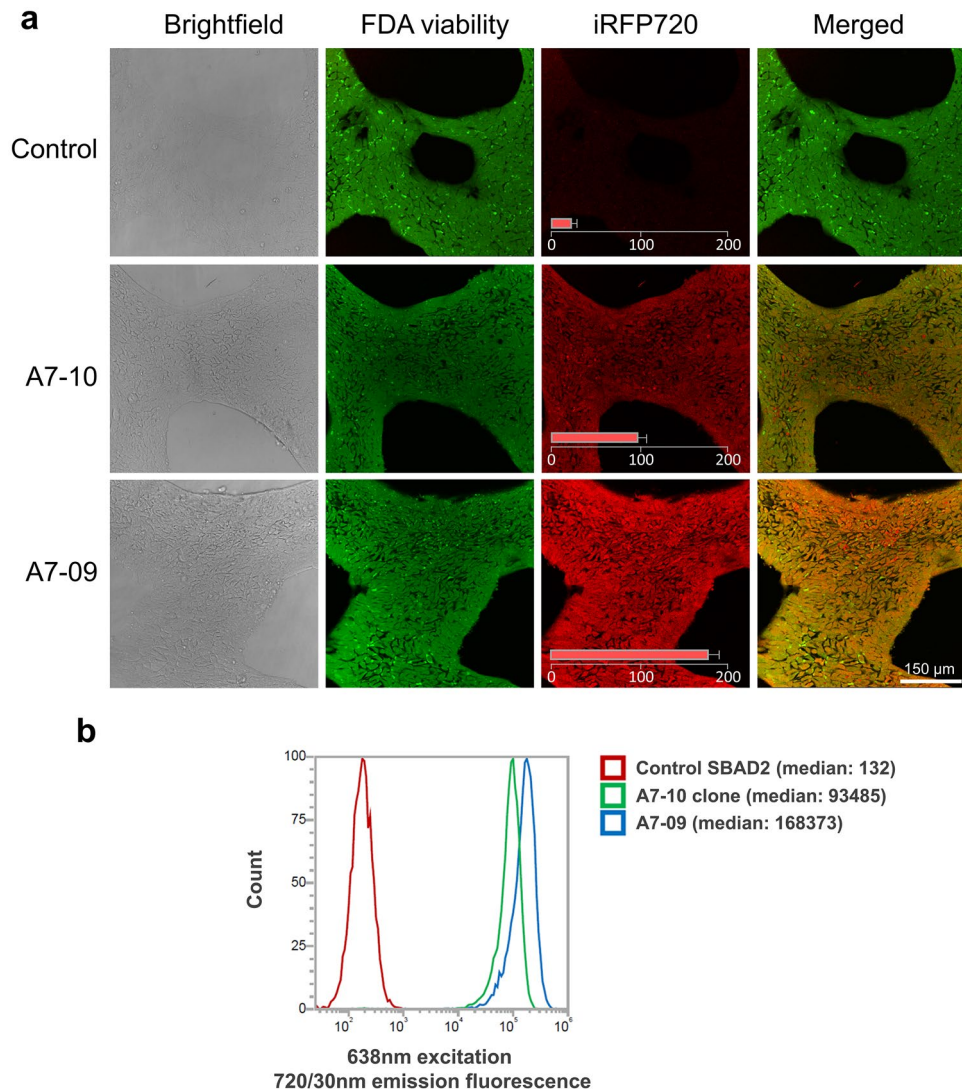 a
Brightfield FDA viability iRFP720 Merged
Control
0 100 200
A7-10
0 100 200
A7-09
0 100 200
150 µm
b
100
75
50
25
0
Count
10² 10³ 10⁴ 10⁵ 10⁶
638nm excitation
720/30nm emission fluorescence
Control SBAD2 (median: 132)
A7-10 clone (median: 93485)
A7-09 (median: 168373)